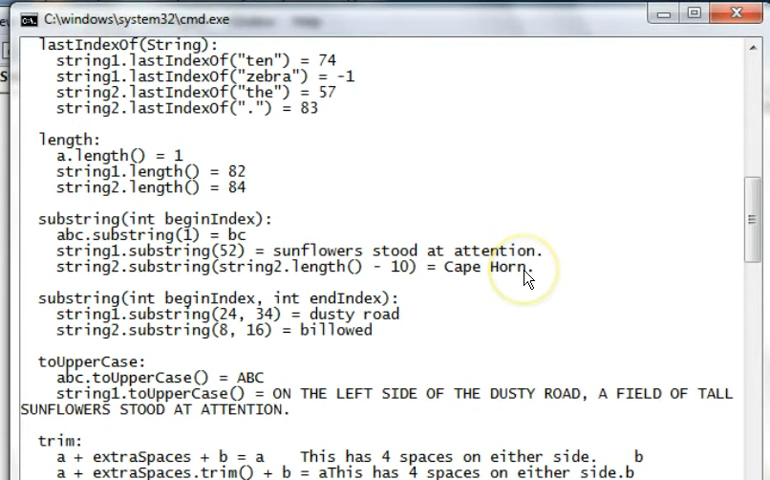 C:\windows\system32\cmd.exe
lastIndexOf(String):
string1.lastIndexOf("ten") = 74
string1.lastIndexOf("zebra") = -1
string2.lastIndexOf("the") = 57
string2.lastIndexOf(".") = 83
length:
a.length() = 1
string1.length() = 82
string2.length() = 84
substring(int beginIndex):
abc.substring(1) = bc
string1.substring(52) = sunflowers stood at attention.
string2.substring(string2.length() - 10) = Cape Horn.
substring(int beginIndex, int endIndex):
string1.substring(24, 34) = dusty road
string2.substring(8, 16) = billowed
toUpperCase:
abc.toUpperCase() = ABC
string1.toUpperCase() = ON THE LEFT SIDE OF THE DUSTY ROAD, A FIELD OF TALL
SUNFLOWERS STOOD AT ATTENTION.
trim:
a + extraSpaces + b = a    This has 4 spaces on either side.    b
a + extraSpaces.trim() + b = aThis has 4 spaces on either side.b